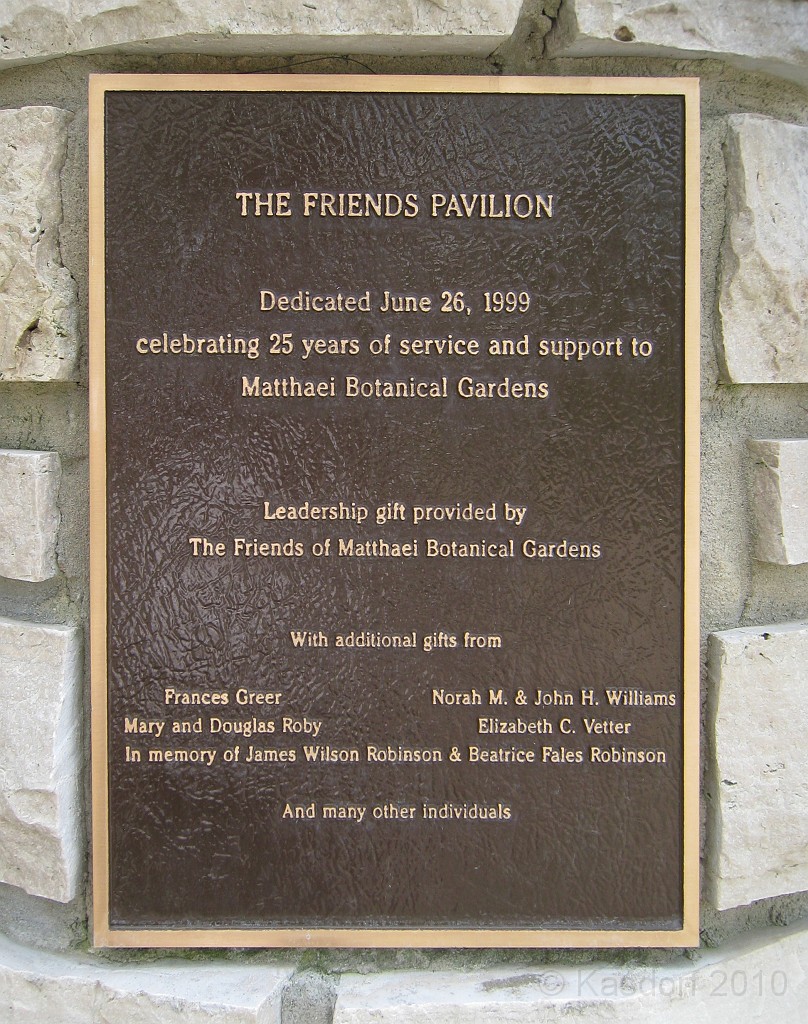 THE FRIENDS PAVILION
Dedicated June 26, 1999
celebrating 25 years of service and support to
Matthaei Botanical Gardens
Leadership gift provided by
The Friends of Matthaei Botanical Gardens
With additional gifts from
Frances Greer Norah M. & John H. Williams
Mary and Douglas Roby Elizabeth C. Vetter
In memory of James Wilson Robinson & Beatrice Fales Robinson
And many other individuals
© Kasdorf 2010